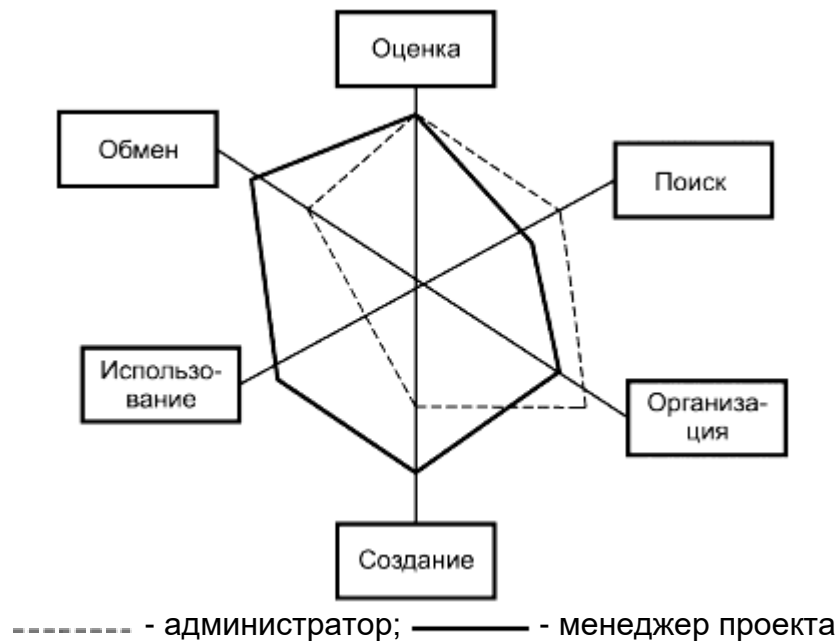 Оценка
Обмен
Поиск
Использо-
вание
Организа-
ция
Создание
- администратор; - менеджер проекта